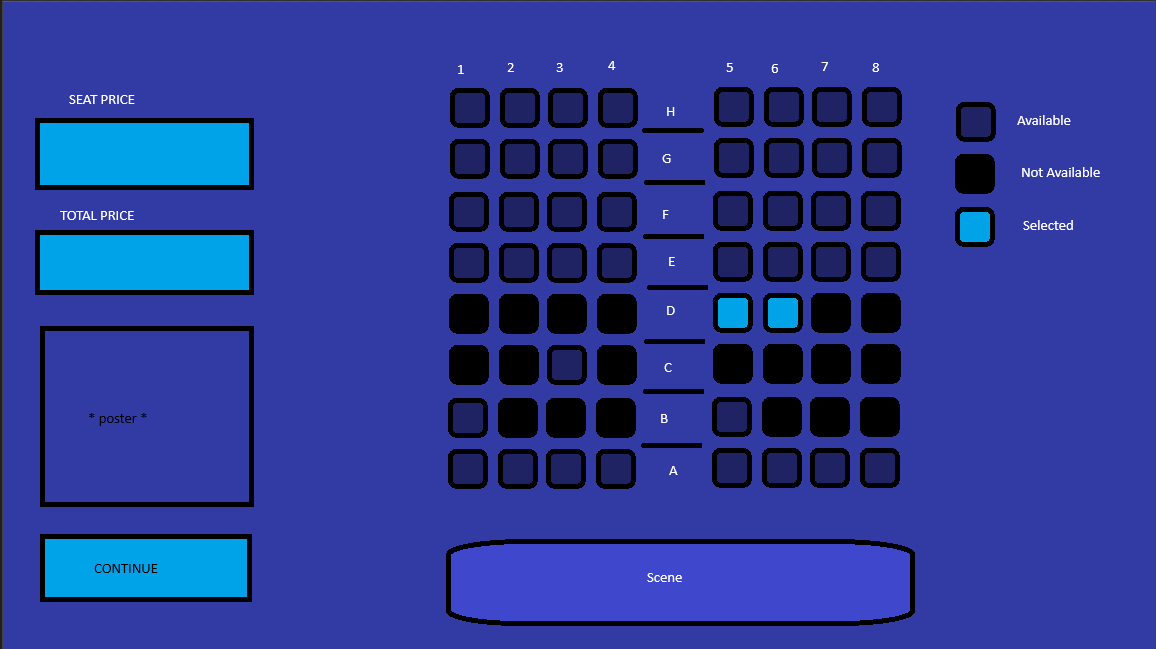 SEAT PRICE
TOTAL PRICE
* poster *
CONTINUE
1 2 3 4 5 6 7 8
H
G
F
E
D
C
B
A
Scene
Available
Not Available
Selected